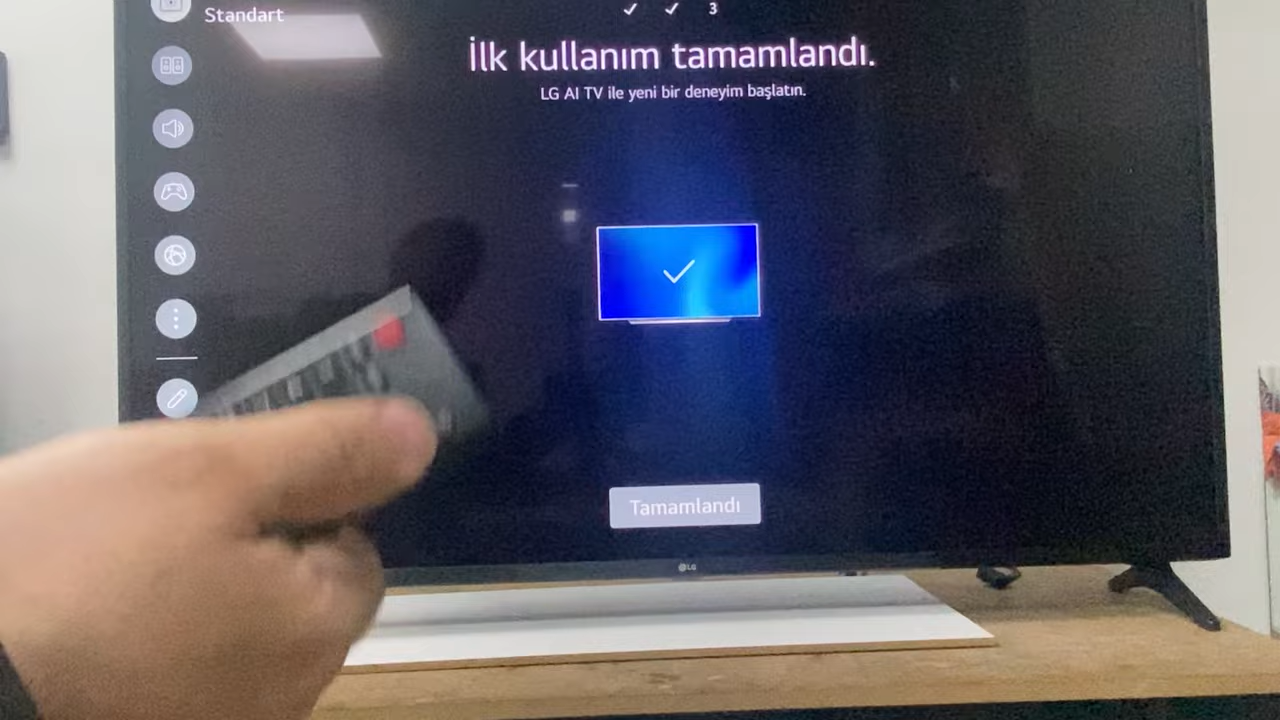 Standart
3
İlk kullanım tamamlandı.
LG AI TV ile yeni bir deneyim başlatın.
Tamamlandı
LG